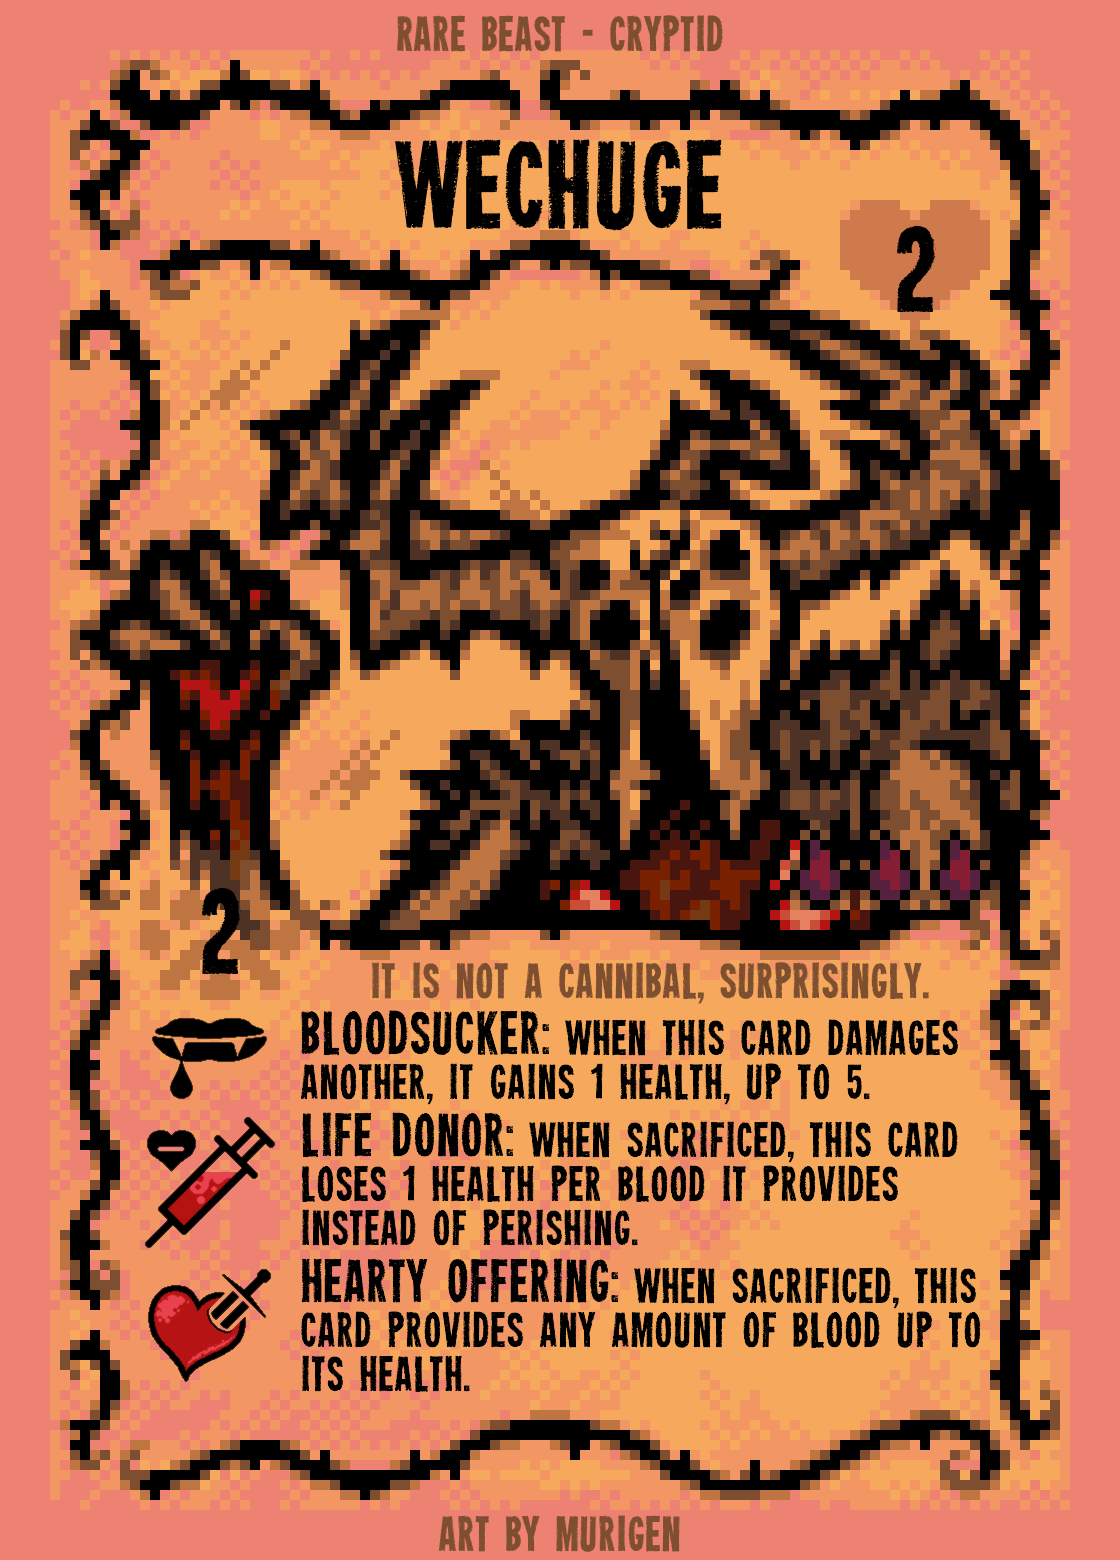 RARE BEAST - CRYPTID
WECHUGE
2
2
IT IS NOT A CANNIBAL, SURPRISINGLY.
BLOODSUCKER: WHEN THIS CARD DAMAGES
ANOTHER, IT GAINS 1 HEALTH, UP TO 5.
LIFE DONOR: WHEN SACRIFICED, THIS CARD
LOSES 1 HEALTH PER BLOOD IT PROVIDES
INSTEAD OF PERISHING.
HEARTY OFFERING: WHEN SACRIFICED, THIS
CARD PROVIDES ANY AMOUNT OF BLOOD UP TO
ITS HEALTH.
ART BY MURIGEN